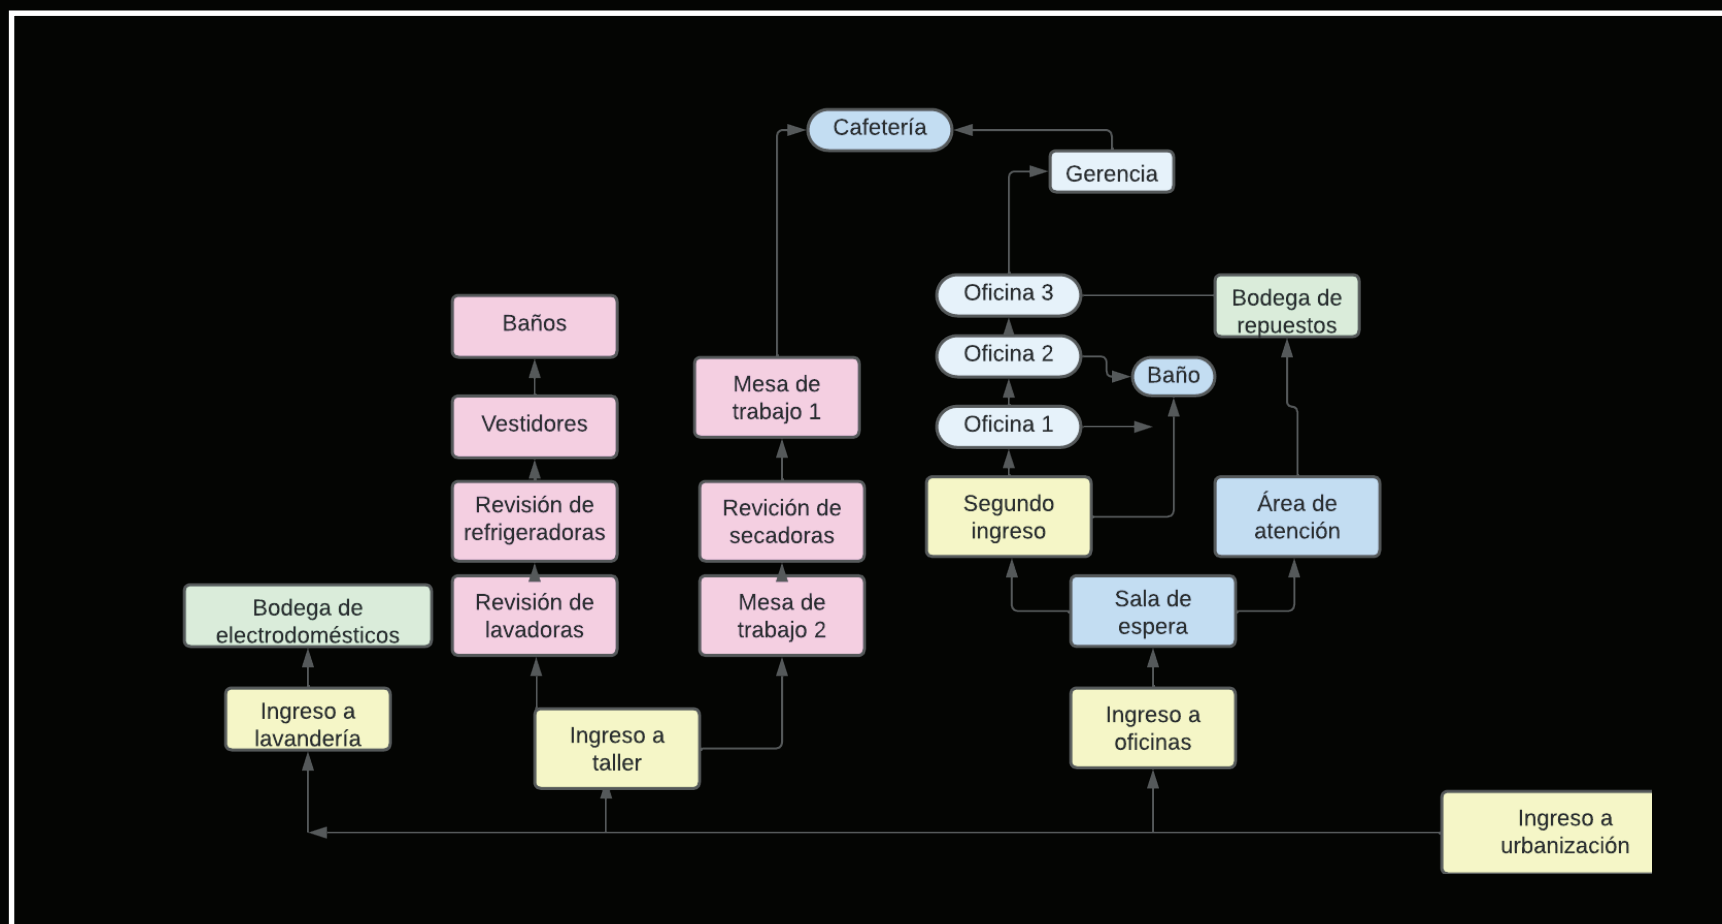 Cafetería
Gerencia
Oficina 3
Bodega de
repuestos
Baños
Oficina 2
Baño
Mesa de
trabajo 1
Vestidores
Oficina 1
Revisión de
refrigeradoras
Revición de
secadoras
Segundo
ingreso
Área de
atención
Bodega de
electrodomésticos
Revisión de
lavadoras
Mesa de
trabajo 2
Sala de
espera
Ingreso a
lavandería
Ingreso a
taller
Ingreso a
oficinas
Ingreso a
urbanización